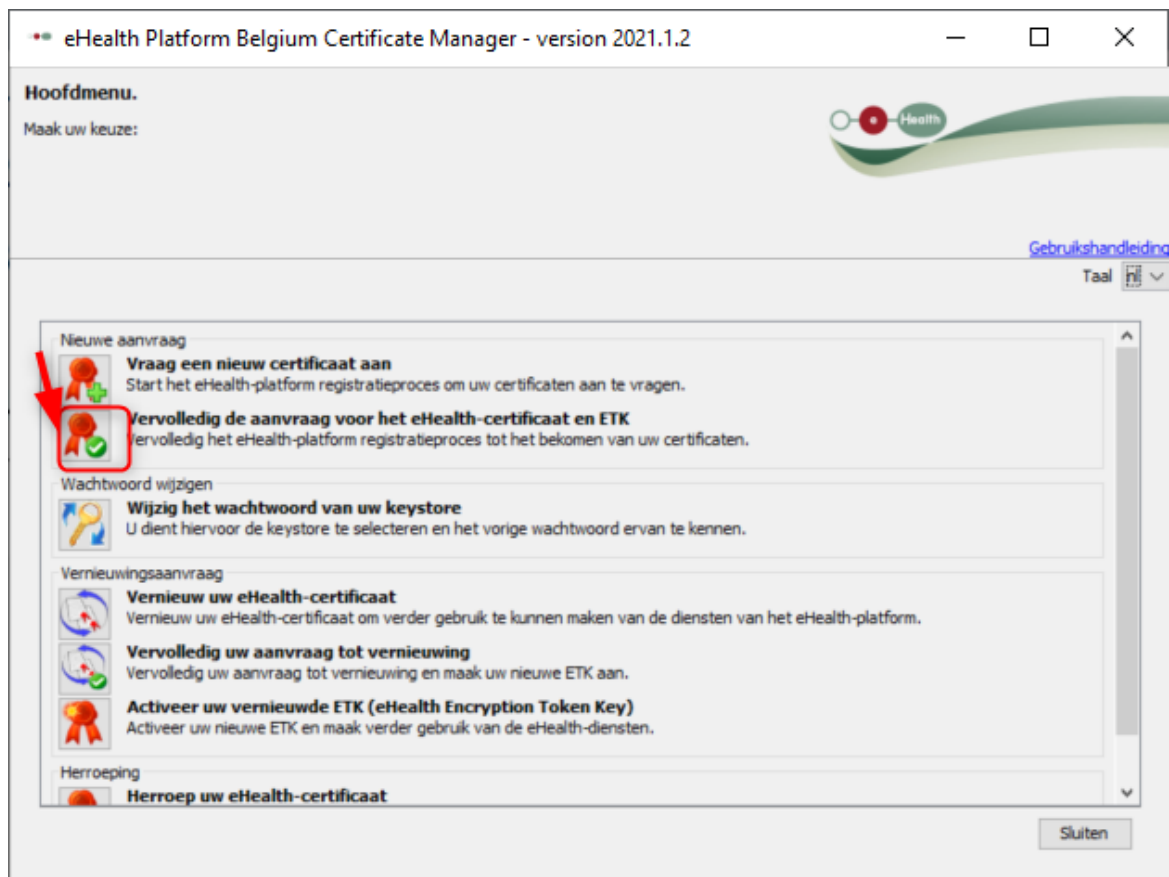 eHealth Platform Belgium Certificate Manager - version 2021.1.2
Hoofdmenu.
Maak uw keuze:
e Health
Gebruikshandleiding
Taal nl
Nieuwe aanvraag
Vraag een nieuw certificaat aan
Start het eHealth-platform registratieproces om uw certificaten aan te vragen.
Vervolledig de aanvraag voor het eHealth-certificaat en ETK
Vervolledig het eHealth-platform registratieproces tot het bekomen van uw certificaten.
Wachtwoord wijzigen
Wijzig het wachtwoord van uw keystore
U dient hiervoor de keystore te selecteren en het vorige wachtwoord ervan te kennen.
Vernieuwingsaanvraag
Vernieuw uw eHealth-certificaat
Vernieuw uw eHealth-certificaat om verder gebruik te kunnen maken van de diensten van het eHealth-platform.
Vervolledig uw aanvraag tot vernieuwing
Vervolledig uw aanvraag tot vernieuwing en maak uw nieuwe ETK aan.
Activeer uw vernieuwde ETK (eHealth Encryption Token Key)
Activeer uw nieuwe ETK en maak verder gebruik van de eHealth-diensten.
Herroeping
Herroep uw eHealth-certificaat
Sluiten